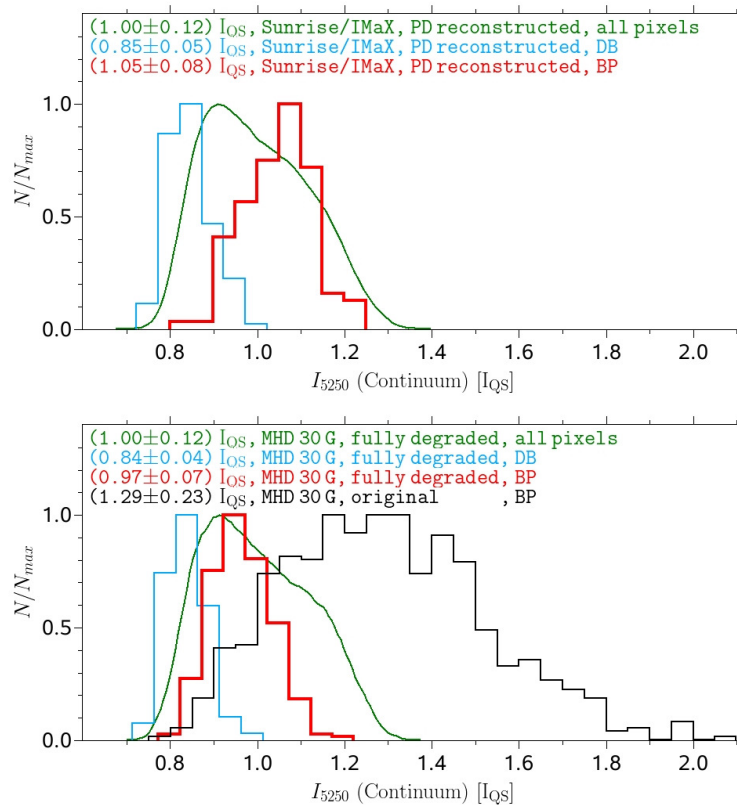 (1.00±0.12) I_QS, Sunrise/IMaX, PD reconstructed, all pixels
(0.85±0.05) I_QS, Sunrise/IMaX, PD reconstructed, DB
(1.05±0.08) I_QS, Sunrise/IMaX, PD reconstructed, BP
1.0
0.5
0.0
N/N_max
0.8 1.0 1.2 1.4 1.6 1.8 2.0
I_5250 (Continuum) [I_QS]
(1.00±0.12) I_QS, MHD 30 G, fully degraded, all pixels
(0.84±0.04) I_QS, MHD 30 G, fully degraded, DB
(0.97±0.07) I_QS, MHD 30 G, fully degraded, BP
(1.29±0.23) I_QS, MHD 30 G, original , BP
1.0
0.5
0.0
N/N_max
0.8 1.0 1.2 1.4 1.6 1.8 2.0
I_5250 (Continuum) [I_QS]